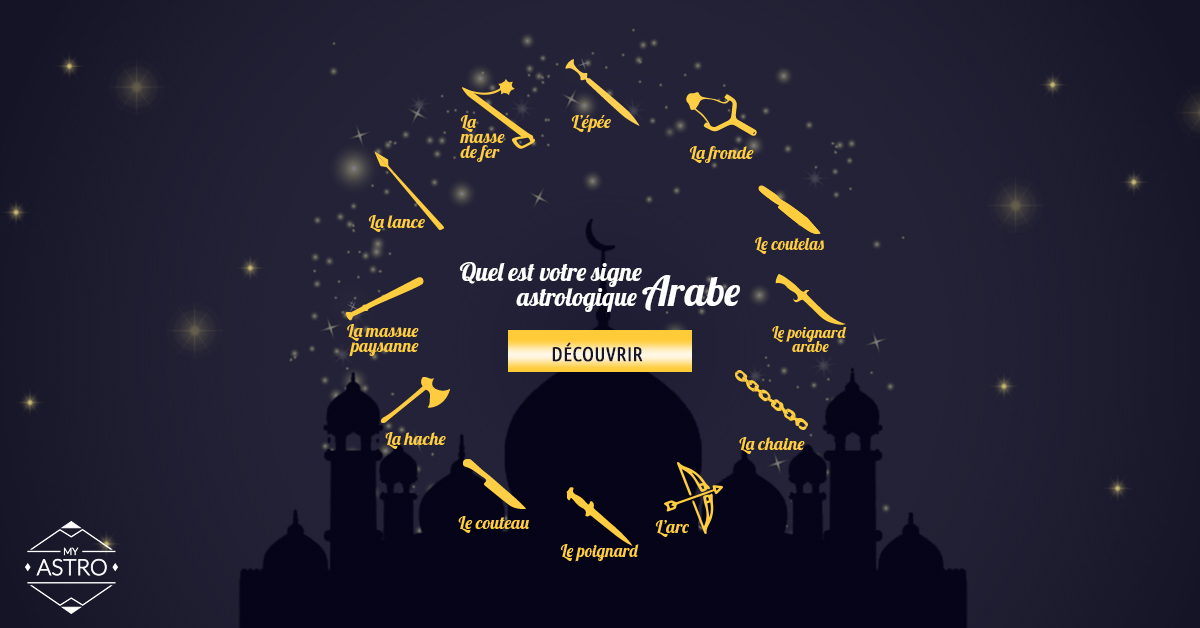 L'épée
La
masse
de fer
La fronde
La lance
Le coutelas
Quel est votre signe
astrologique Arabe
La massue
paysanne
Le poignard
arabe
DÉCOUVRIR
La hache
La chaine
Le couteau
L'arc
Le poignard
MY
ASTRO